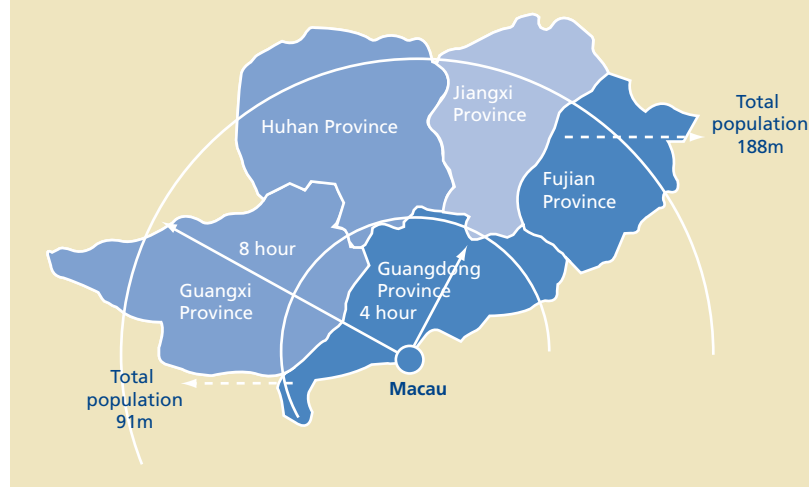 Jiangxi
Province
Huhan Province
Total
population
188m
Fujian
Province
8 hour
Guangdong
Province
4 hour
Guangxi
Province
Total
population
91m
Macau